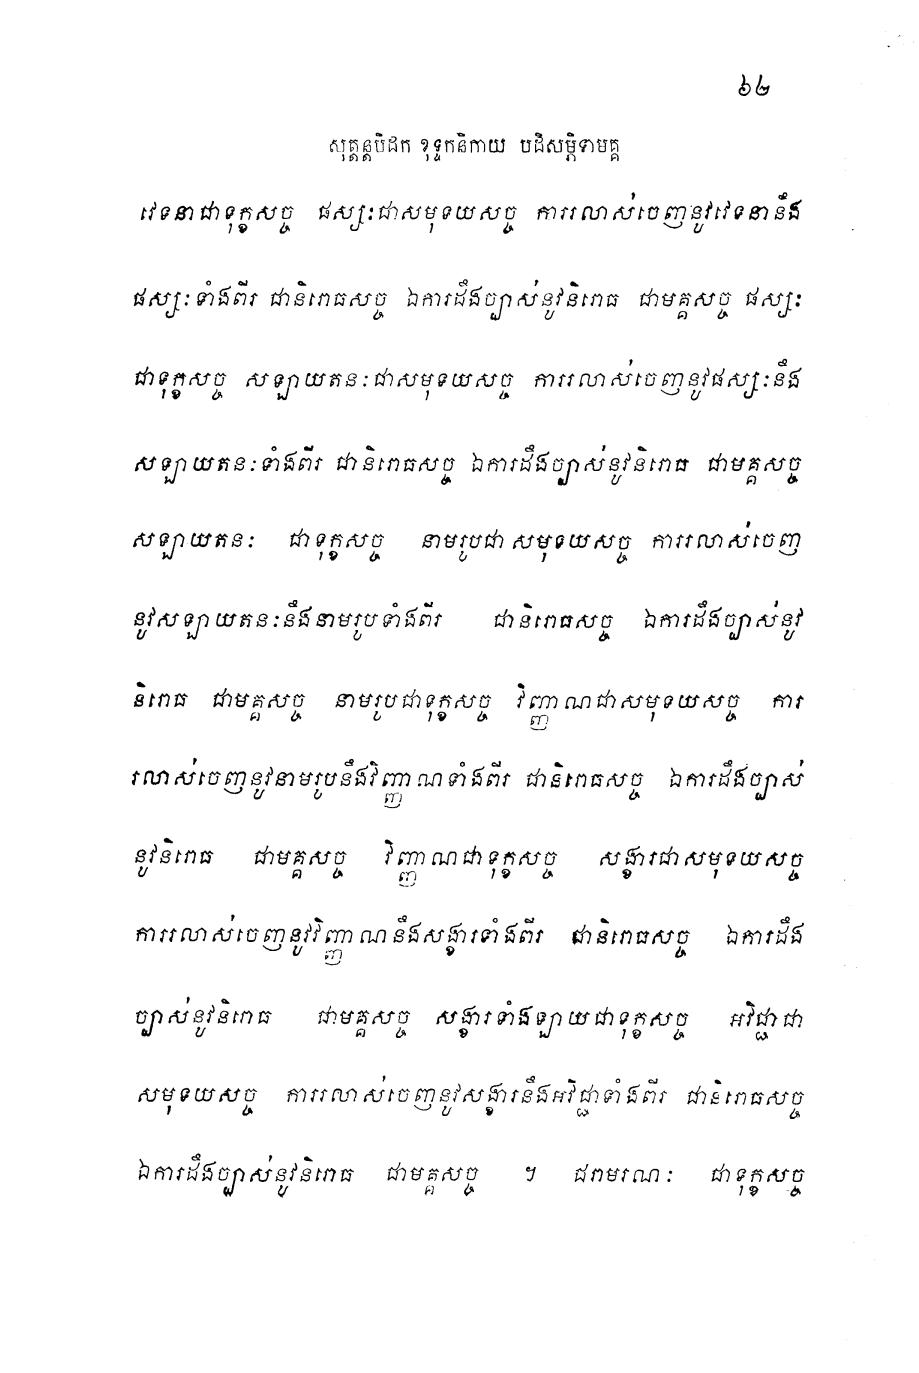 ៦២
សុត្តន្តបិដក ខុទ្ទកនិកាយ បដិសម្ភិទាមគ្គ
វេទនាជាទុក្ខសច្ច ផស្សៈជាសមុទយសច្ច ការរលាស់ចេញនូវវេទនានឹង
ផស្សៈទាំងពីរ ជានិរោធសច្ច ឯការដឹងច្បាស់នូវនិរោធ ជាមគ្គសច្ច ផស្សៈ
ជាទុក្ខសច្ច សឡាយតនៈជាសមុទយសច្ច ការរលាស់ចេញនូវផស្សៈនឹង
សឡាយតនៈទាំងពីរ ជានិរោធសច្ច ឯការដឹងច្បាស់នូវនិរោធ ជាមគ្គសច្ច
សឡាយតនៈ ជាទុក្ខសច្ច នាមរូបជាសមុទយសច្ច ការរលាស់ចេញ
នូវសឡាយតនៈនឹងនាមរូបទាំងពីរ ជានិរោធសច្ច ឯការដឹងច្បាស់នូវ
និរោធ ជាមគ្គសច្ច នាមរូបជាទុក្ខសច្ច វិញ្ញាណជាសមុទយសច្ច ការ
រលាស់ចេញនូវនាមរូបនឹងវិញ្ញាណទាំងពីរ ជានិរោធសច្ច ឯការដឹងច្បាស់
នូវនិរោធ ជាមគ្គសច្ច វិញ្ញាណជាទុក្ខសច្ច សង្ខារជាសមុទយសច្ច
ការរលាស់ចេញនូវវិញ្ញាណនឹងសង្ខារទាំងពីរ ជានិរោធសច្ច ឯការដឹង
ច្បាស់នូវនិរោធ ជាមគ្គសច្ច សង្ខារទាំងឡាយជាទុក្ខសច្ច អវិជ្ជាជា
សមុទយសច្ច ការរលាស់ចេញនូវសង្ខារនឹងអវិជ្ជាទាំងពីរ ជានិរោធសច្ច
ឯការដឹងច្បាស់នូវនិរោធ ជាមគ្គសច្ច ។ ជរាមរណៈ ជាទុក្ខសច្ច